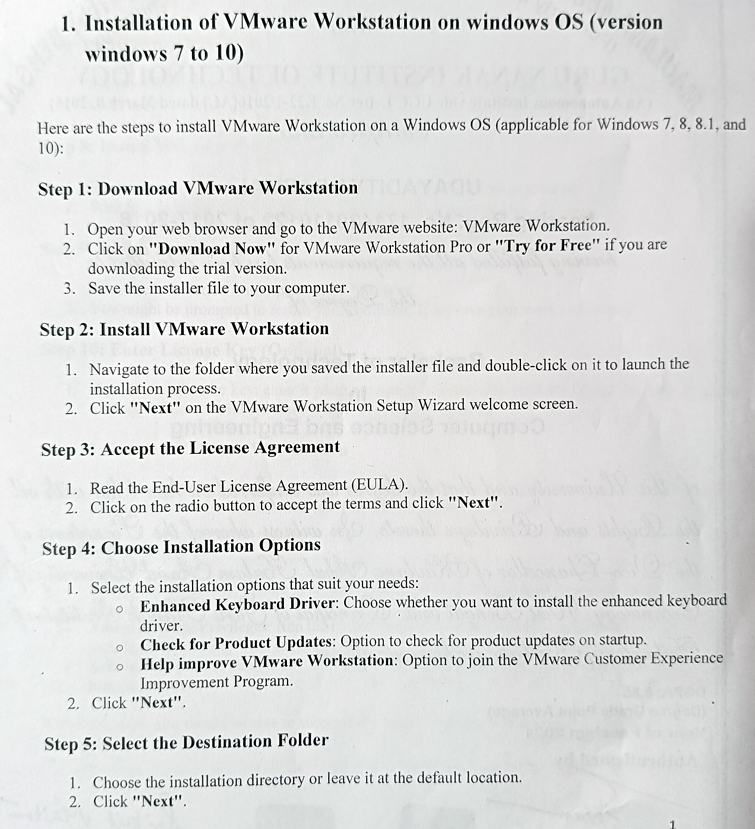 1. Installation of VMware Workstation on windows OS (version
windows 7 to 10)
Here are the steps to install VMware Workstation on a Windows OS (applicable for Windows 7, 8, 8.1, and
10):
Step 1: Download VMware Workstation
1. Open your web browser and go to the VMware website: VMware Workstation.
2. Click on "Download Now" for VMware Workstation Pro or "Try for Free" if you are
downloading the trial version.
3. Save the installer file to your computer.
Step 2: Install VMware Workstation
1. Navigate to the folder where you saved the installer file and double-click on it to launch the
installation process.
2. Click "Next" on the VMware Workstation Setup Wizard welcome screen.
Step 3: Accept the License Agreement
1. Read the End-User License Agreement (EULA).
2. Click on the radio button to accept the terms and click "Next".
Step 4: Choose Installation Options
1. Select the installation options that suit your needs:
o Enhanced Keyboard Driver: Choose whether you want to install the enhanced keyboard
driver.
o Check for Product Updates: Option to check for product updates on startup.
o Help improve VMware Workstation: Option to join the VMware Customer Experience
Improvement Program.
2. Click "Next".
Step 5: Select the Destination Folder
1. Choose the installation directory or leave it at the default location.
2. Click "Next".
1